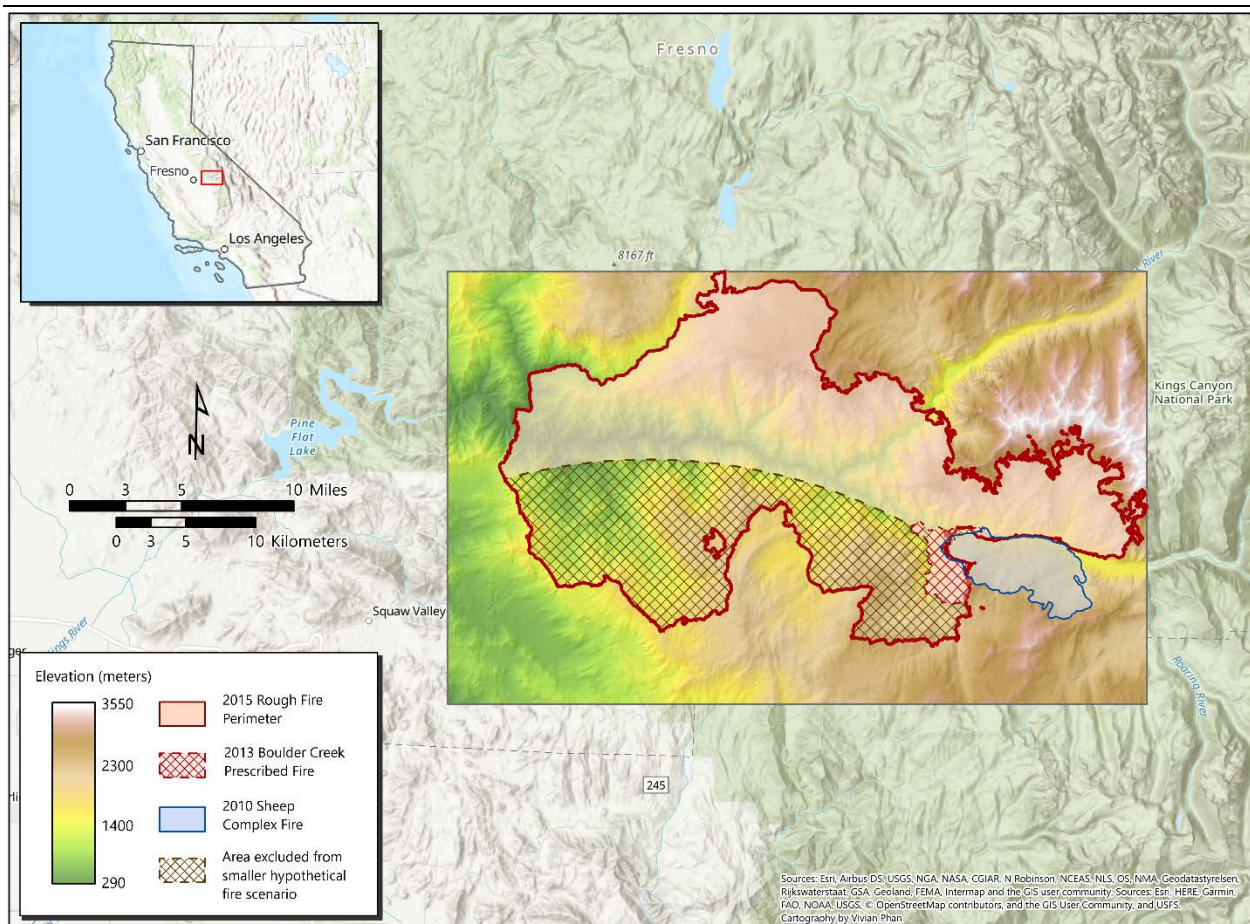 Fresno
San Francisco
Fresno
Los Angeles
8167 ft
River
Kings Canyon
National Park
Pine
Flat
Lake
N
0 3 5 10 Miles
0 3 5 10 Kilometers
Squaw Valley
ings River
ger
Roaring River
245
rli
Elevation (meters)
3550
2300
1400
290
2015 Rough Fire
Perimeter
2013 Boulder Creek
Prescribed Fire
2010 Sheep
Complex Fire
Area excluded from
smaller hypothetical
fire scenario
Sources: Esri, Airbus DS, USGS, NGA, NASA, CGIAR, N Robinson, NCEAS, NLS, OS, NMA, Geodatastyrelsen,
Rijkswaterstaat, GSA, Geoland, FEMA, Intermap and the GIS user community, Sources: Esri, HERE, Garmin,
FAO, NOAA, USGS, © OpenStreetMap contributors, and the GIS User Community, and USFS.
Cartography by Vivian Phan